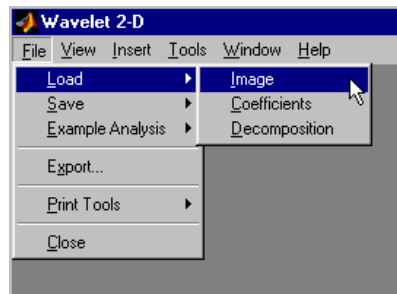 Wavelet 2-D
File View Insert Tools Window Help
Load
Save
Example Analysis
Export...
Print Tools
Close
Image
Coefficients
Decomposition